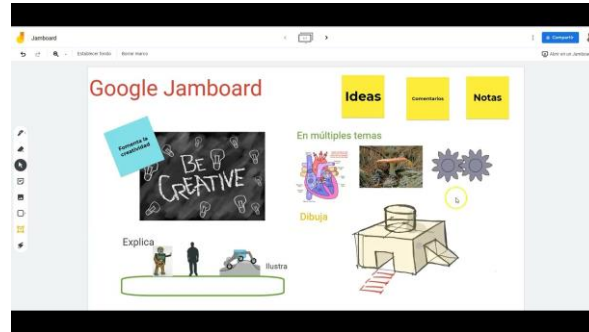 Jamboard
Compartir
Establecer fondo
Borrar marco
Abrir en un Jamboard
Google Jamboard
Ideas
Comentarios
Notas
Fomenta la
creatividad
BE
CREATIVE
En múltiples temas
Dibuja
Explica
Ilustra